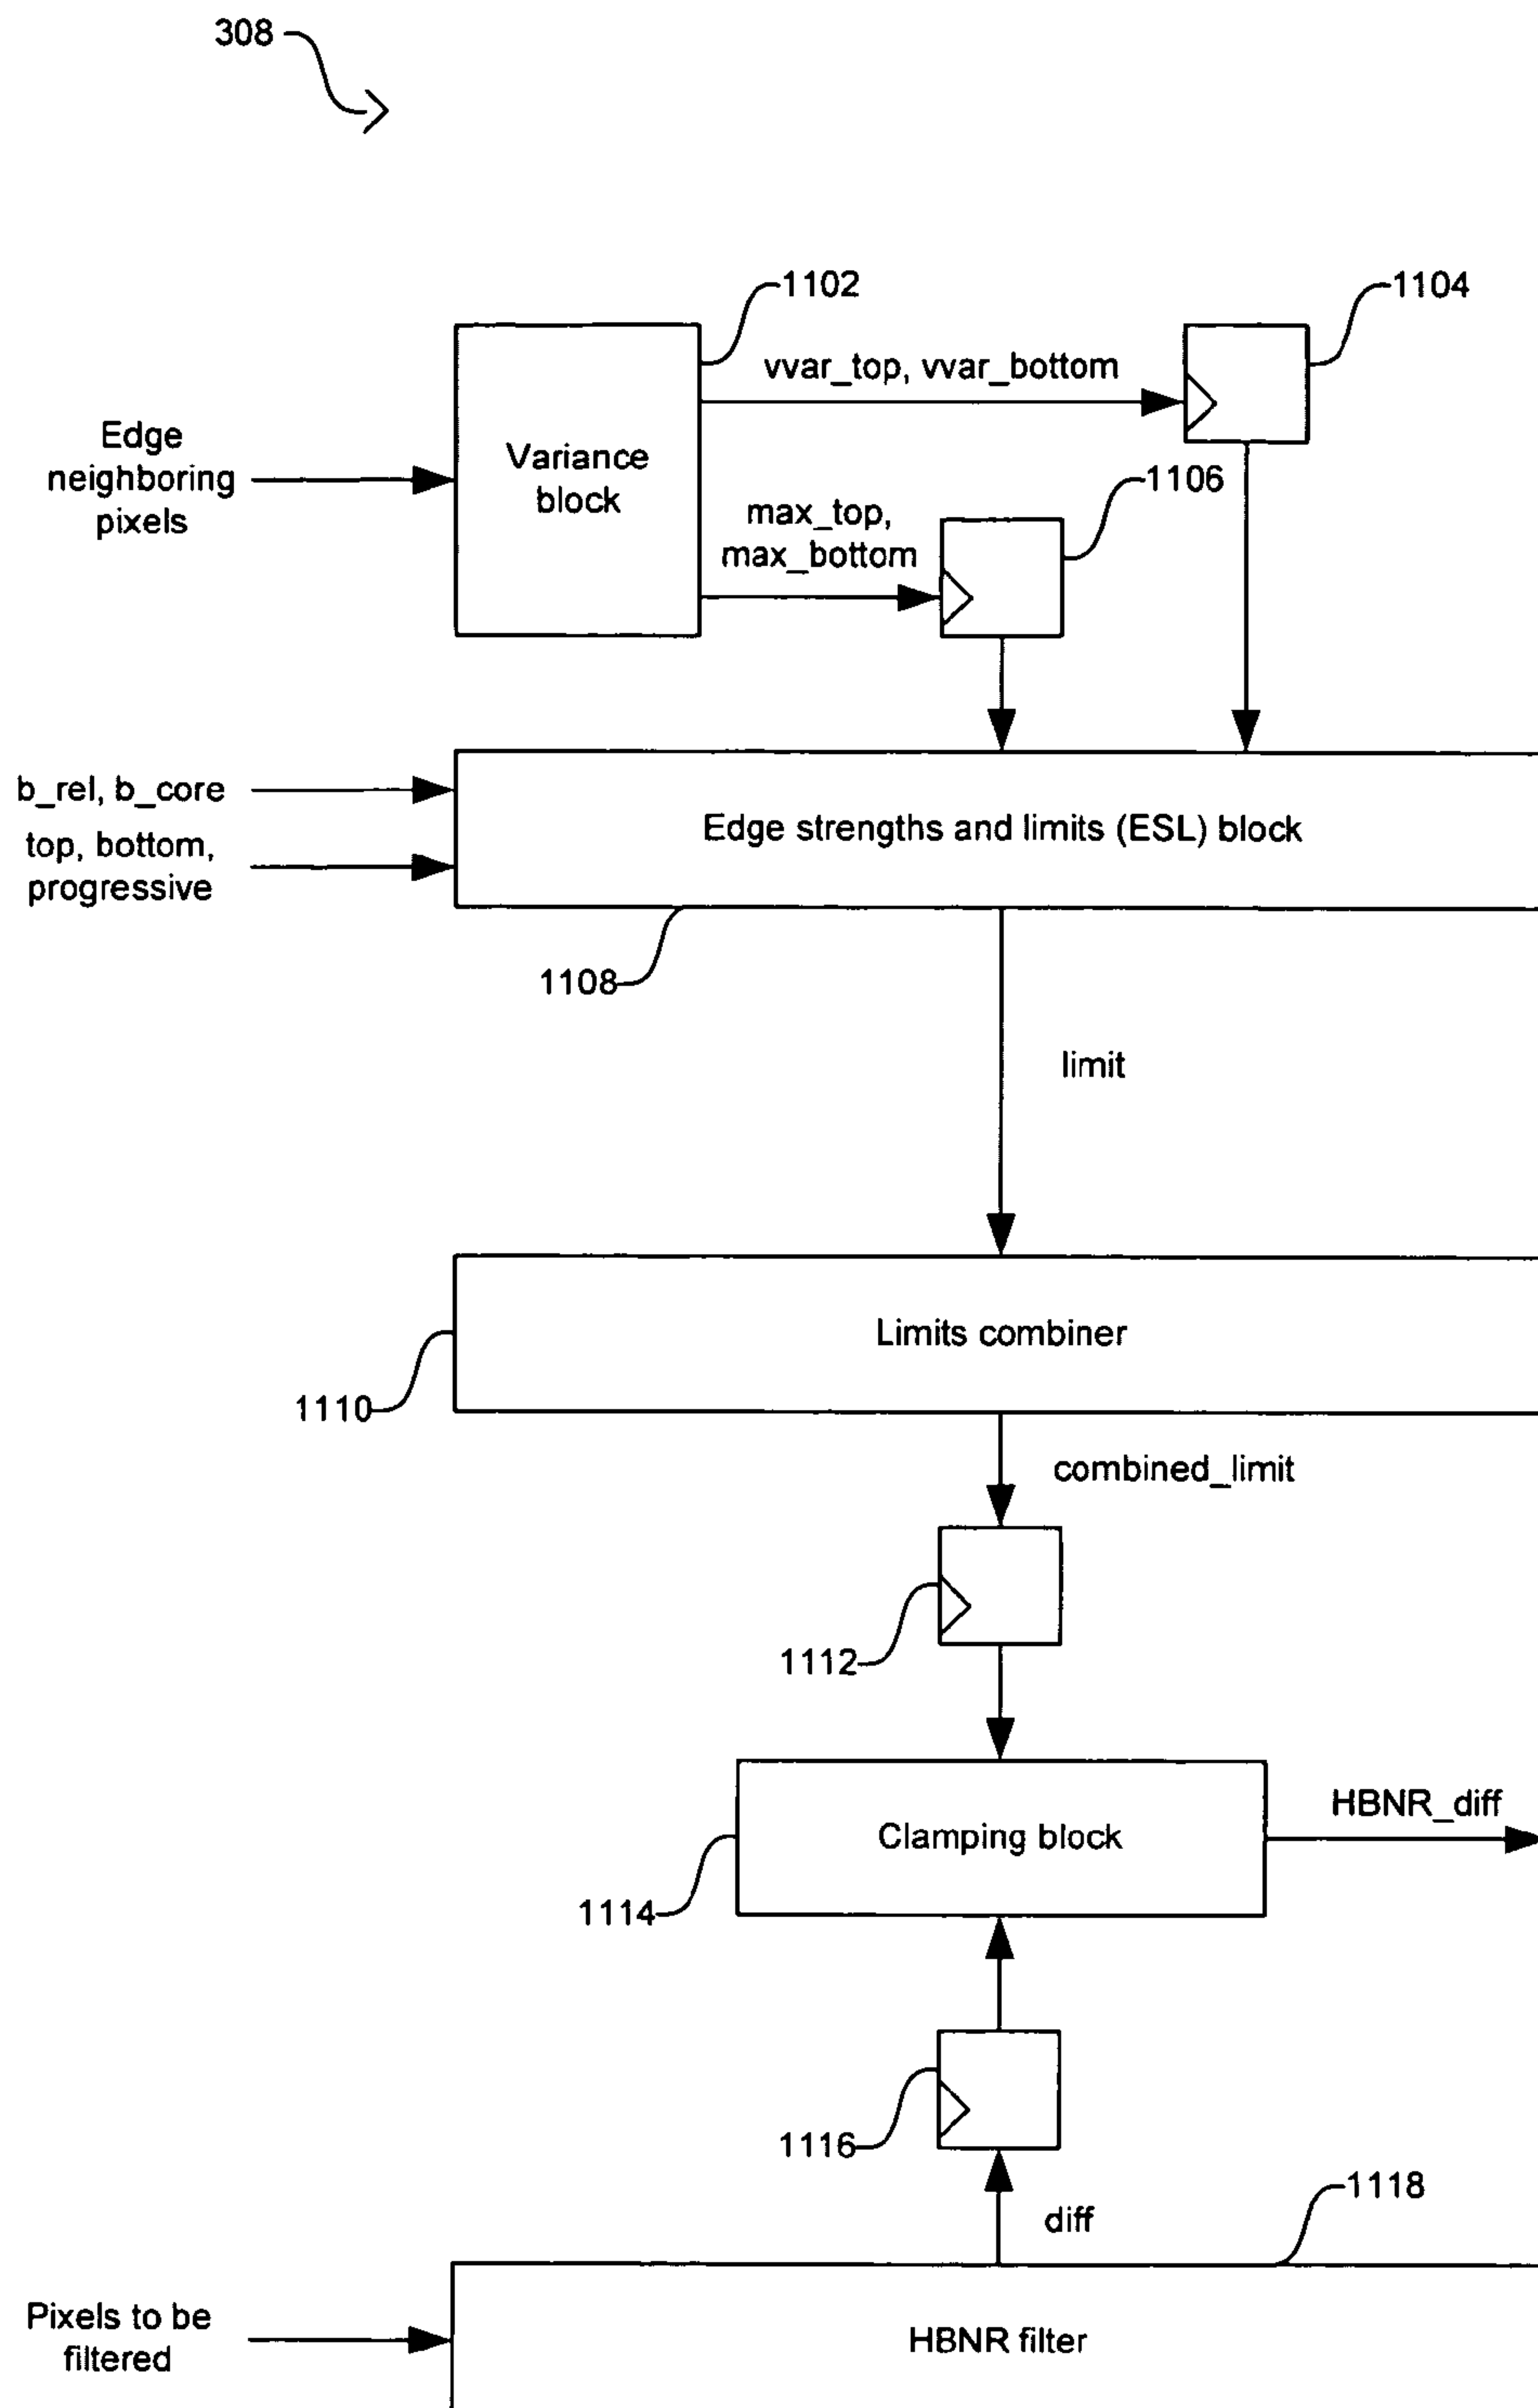 308
1102
1104
vvar_top, vvar_bottom
Edge
neighboring
pixels
Variance
block
1106
max_top,
max_bottom
b_rel, b_core
top, bottom,
progressive
Edge strengths and limits (ESL) block
1108
limit
Limits combiner
1110
combined_limit
1112
HBNR_diff
Clamping block
1114
1116
1118
diff
Pixels to be
filtered
HBNR filter